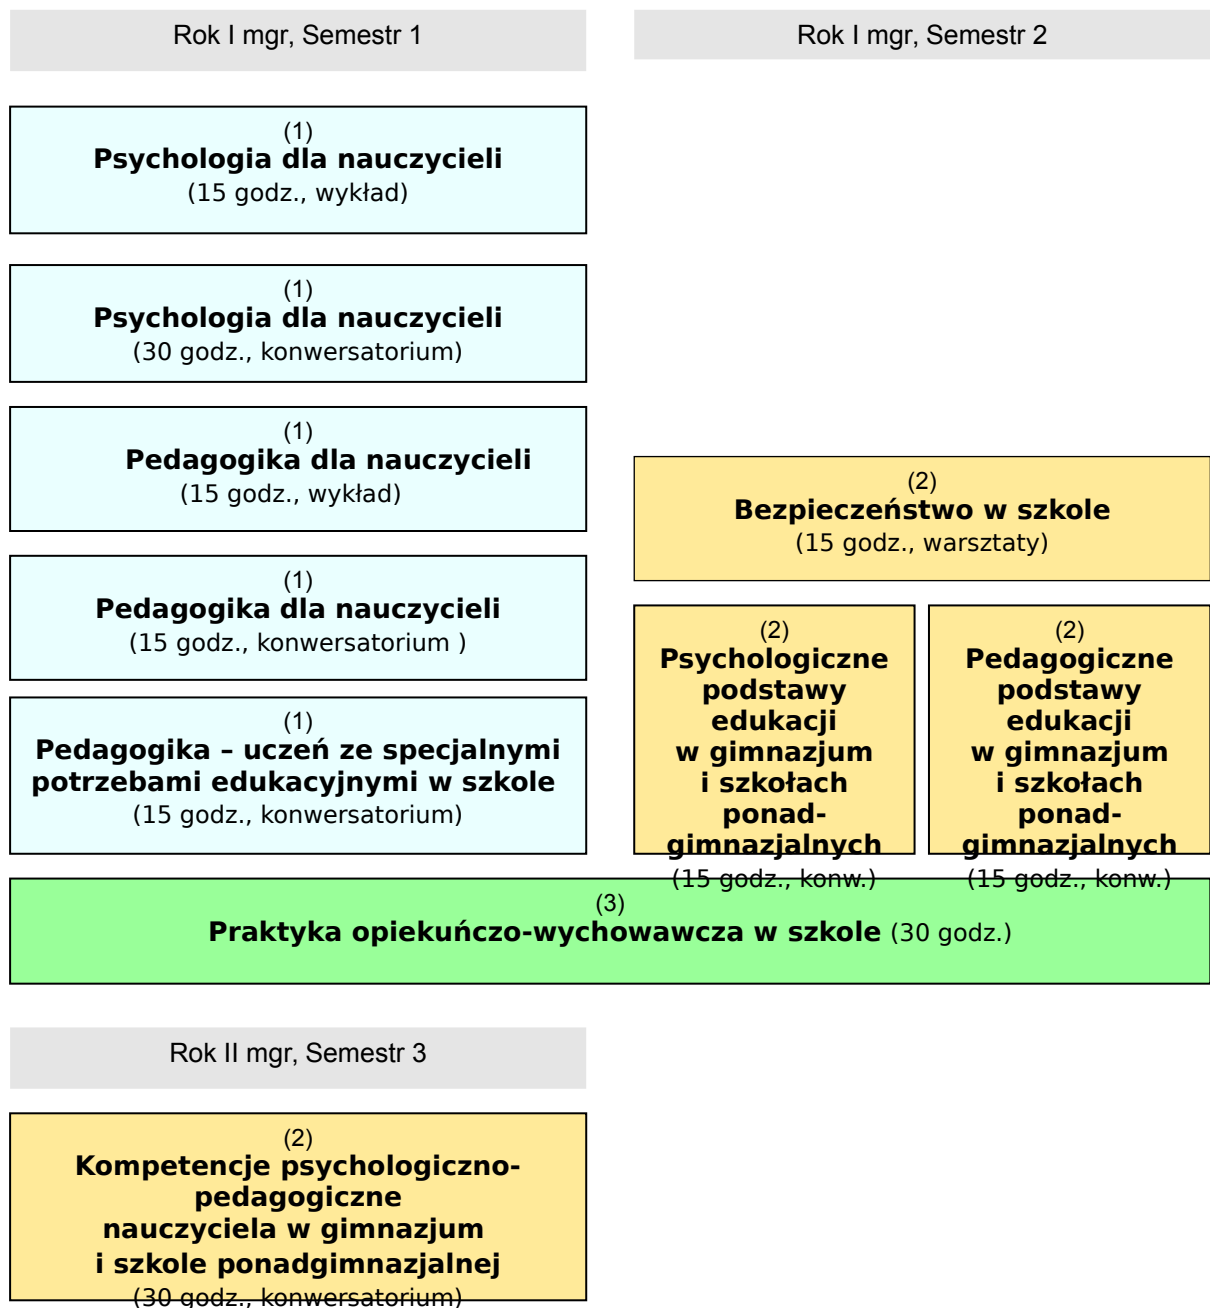 Rok I mgr, Semestr 1
(1)
Psychologia dla nauczycieli
(15 godz., wykład)
(1)
Psychologia dla nauczycieli
(30 godz., konwersatorium)
(1)
Pedagogika dla nauczycieli
(15 godz., wykład)
(1)
Pedagogika dla nauczycieli
(15 godz., konwersatorium )
(1)
Pedagogika – uczeń ze specjalnymi
potrzebami edukacyjnymi w szkole
(15 godz., konwersatorium)
Rok I mgr, Semestr 2
(2)
Bezpieczeństwo w szkole
(15 godz., warsztaty)
(2)
Psychologiczne
podstawy
edukacji
w gimnazjum
i szkołach
ponad-
gimnazjalnych
(15 godz., konw.)
(2)
Pedagogiczne
podstawy
edukacji
w gimnazjum
i szkołach
ponad-
gimnazjalnych
(15 godz., konw.)
(3)
Praktyka opiekuńczo-wychowawcza w szkole (30 godz.)
Rok II mgr, Semestr 3
(2)
Kompetencje psychologiczno-
pedagogiczne
nauczyciela w gimnazjum
i szkole ponadgimnazjalnej
(30 godz., konwersatorium)